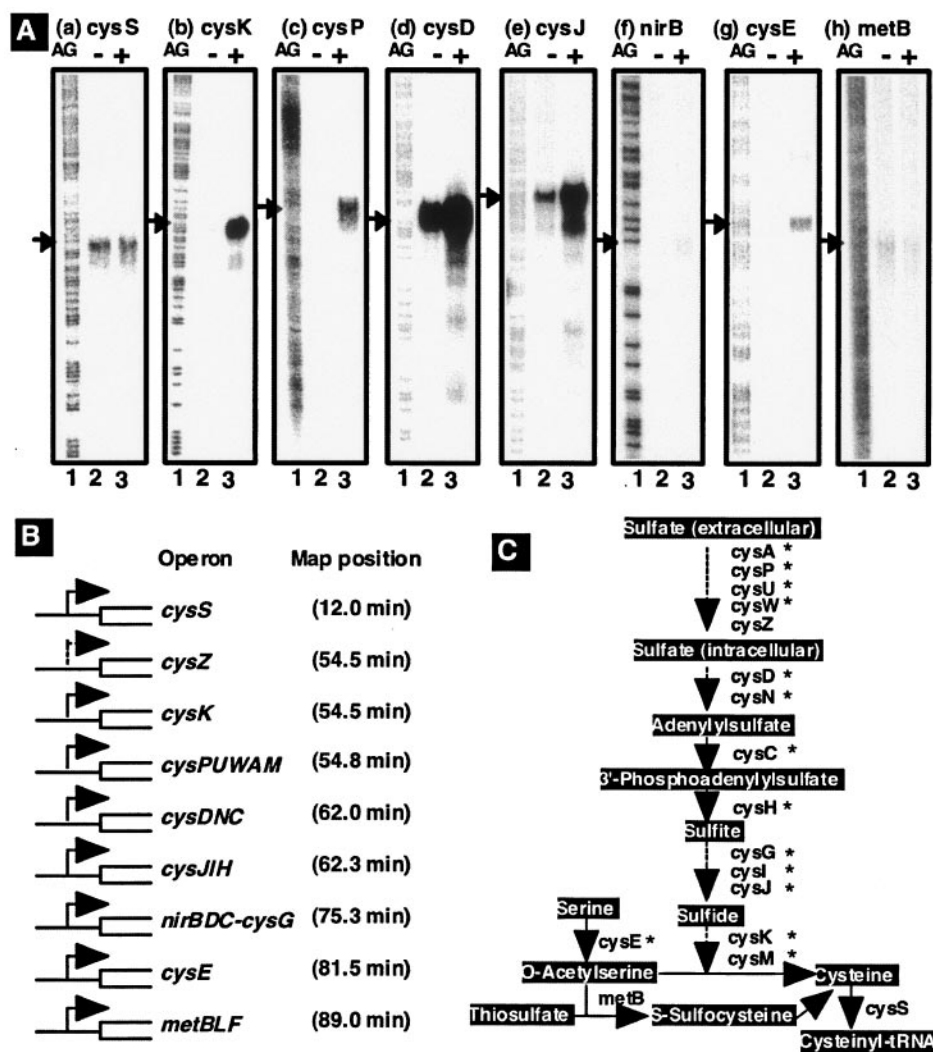 A
(a) cysS (b) cysK (c) cysP (d) cysD (e) cysJ (f) nirB (g) cysE (h) metB
AG - + AG - + AG - + AG - + AG - + AG - + AG - + AG - +
1 2 3 1 2 3 1 2 3 1 2 3 1 2 3 1 2 3 1 2 3 1 2 3
B
Operon Map position
cysS (12.0 min)
cysZ (54.5 min)
cysK (54.5 min)
cysPUWAM (54.8 min)
cysDNC (62.0 min)
cysJIH (62.3 min)
nirBDC-cysG (75.3 min)
cysE (81.5 min)
metBLF (89.0 min)
C
Sulfate (extracellular)
cysA *
cysP *
cysU *
cysW *
cysZ
Sulfate (intracellular)
cysD *
cysN *
Adenylylsulfate
cysC *
3'-Phosphoadenylylsulfate
cysH *
Sulfite
cysG *
cysI *
cysJ *
Serine
Sulfide
cysE *
cysK *
cysM *
O-Acetylserine
Cysteine
metB
cysS
Thiosulfate
S-Sulfocysteine
Cysteinyl-tRNA